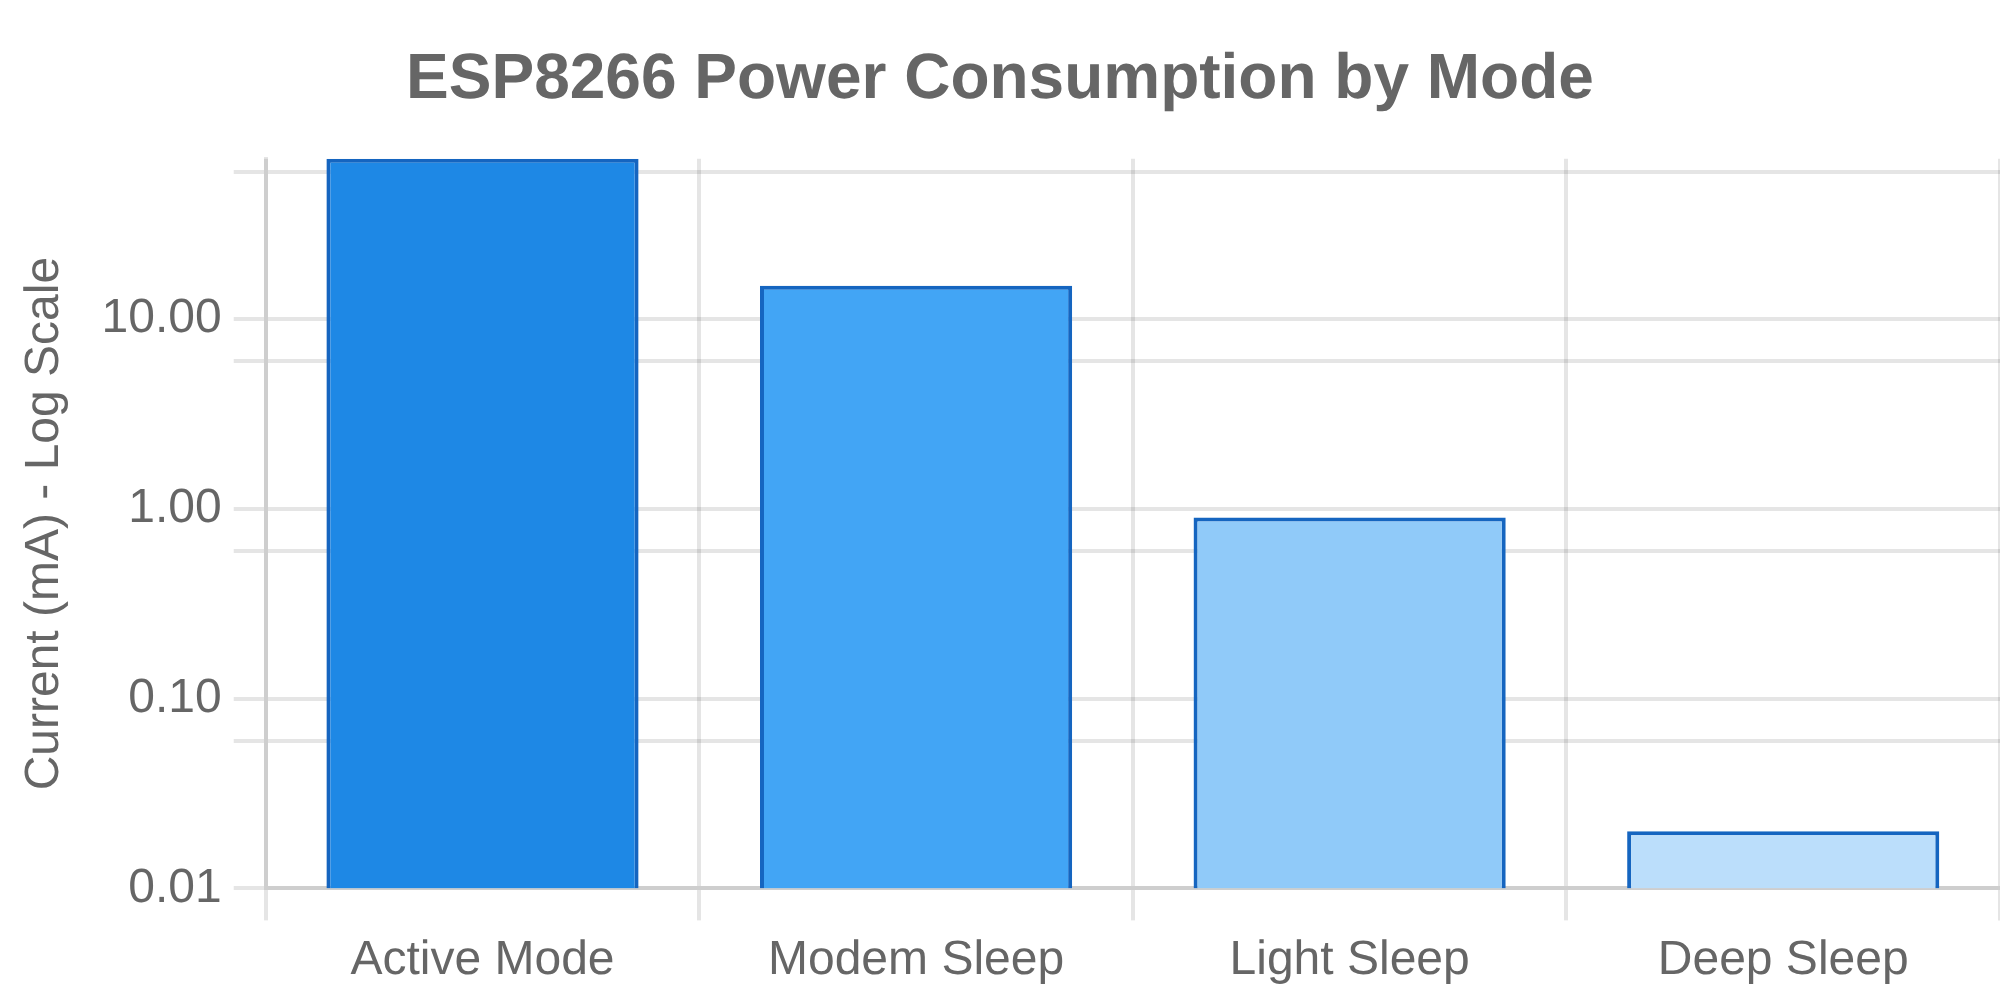 ESP8266 Power Consumption by Mode
Current (mA) - Log Scale
10.00
1.00
0.10
0.01
Active Mode
Modem Sleep
Light Sleep
Deep Sleep